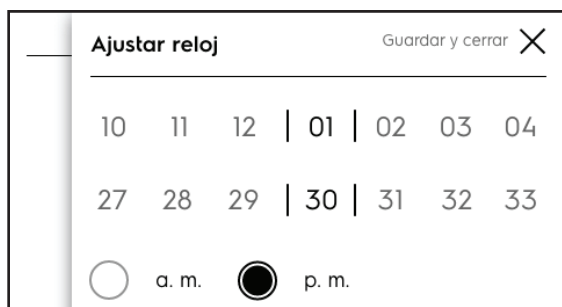 Ajustar reloj Guardar y cerrar
10 11 12 | 01 | 02 03 04
27 28 29 | 30 | 31 32 33
a. m. p. m.